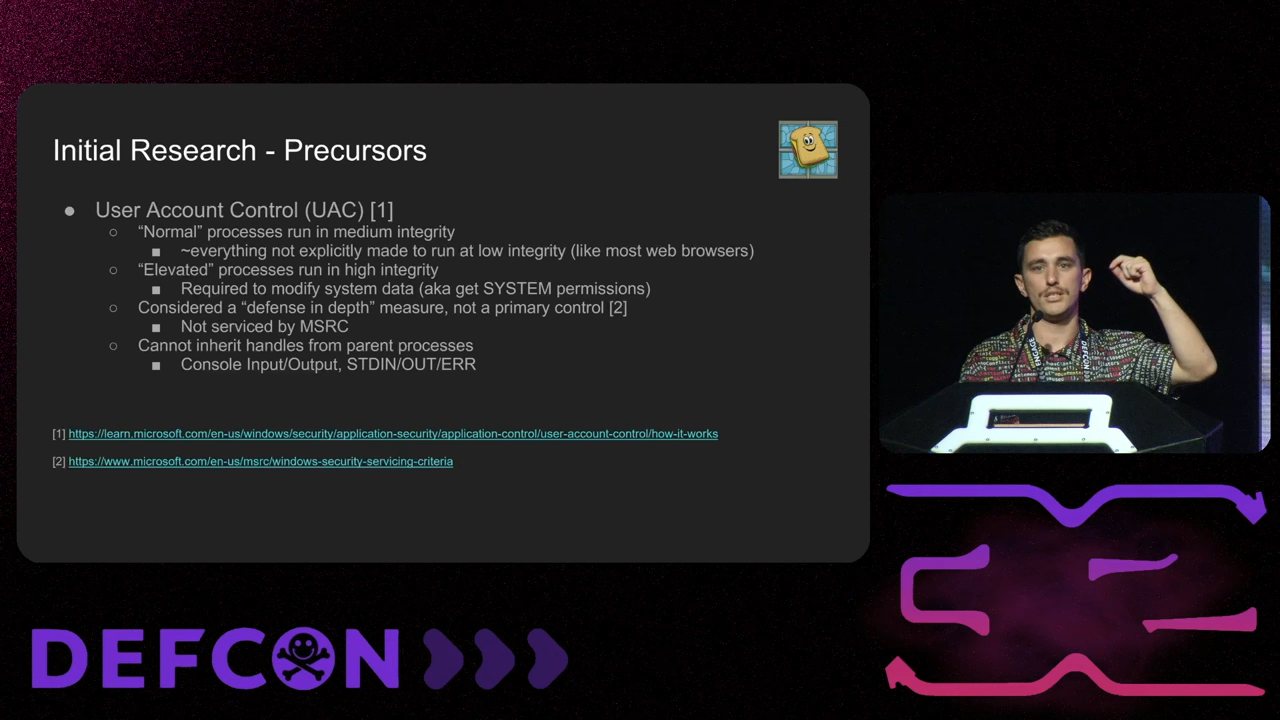 Initial Research - Precursors
● User Account Control (UAC) [1]
○ “Normal” processes run in medium integrity
■ ~everything not explicitly made to run at low integrity (like most web browsers)
○ “Elevated” processes run in high integrity
■ Required to modify system data (aka get SYSTEM permissions)
○ Considered a “defense in depth” measure, not a primary control [2]
■ Not serviced by MSRC
○ Cannot inherit handles from parent processes
■ Console Input/Output, STDIN/OUT/ERR
[1] https://learn.microsoft.com/en-us/windows/security/application-security/application-control/user-account-control/how-it-works
[2] https://www.microsoft.com/en-us/msrc/windows-security-servicing-criteria
DEFCON